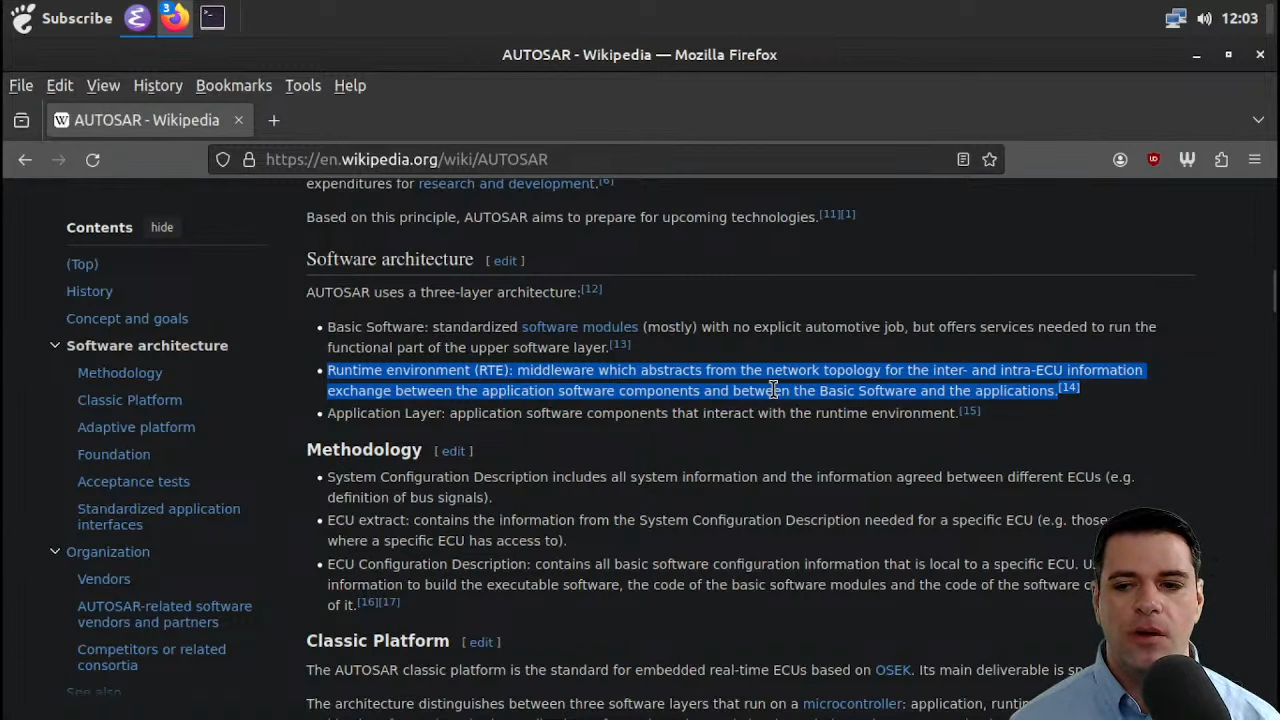 Subscribe 3 12:03
AUTOSAR - Wikipedia — Mozilla Firefox
File Edit View History Bookmarks Tools Help
W AUTOSAR - Wikipedia
https://en.wikipedia.org/wiki/AUTOSAR
expenditures for research and development.[6]
Based on this principle, AUTOSAR aims to prepare for upcoming technologies.[11][1]
Contents hide
(Top)
History
Concept and goals
Software architecture
Methodology
Classic Platform
Adaptive platform
Foundation
Acceptance tests
Standardized application
interfaces
Organization
Vendors
AUTOSAR-related software
vendors and partners
Competitors or related
consortia
See also
Software architecture [ edit ]
AUTOSAR uses a three-layer architecture:[12]
• Basic Software: standardized software modules (mostly) with no explicit automotive job, but offers services needed to run the
functional part of the upper software layer.[13]
• Runtime environment (RTE): middleware which abstracts from the network topology for the inter- and intra-ECU information
exchange between the application software components and between the Basic Software and the applications.[14]
• Application Layer: application software components that interact with the runtime environment.[15]
Methodology [ edit ]
• System Configuration Description includes all system information and the information agreed between different ECUs (e.g.
definition of bus signals).
• ECU extract: contains the information from the System Configuration Description needed for a specific ECU (e.g. those
where a specific ECU has access to).
• ECU Configuration Description: contains all basic software configuration information that is local to a specific ECU.
information to build the executable software, the code of the basic software modules and the code of the software
of it.[16][17]
Classic Platform [ edit ]
The AUTOSAR classic platform is the standard for embedded real-time ECUs based on OSEK. Its main deliverable is
The architecture distinguishes between three software layers that run on a microcontroller: application,